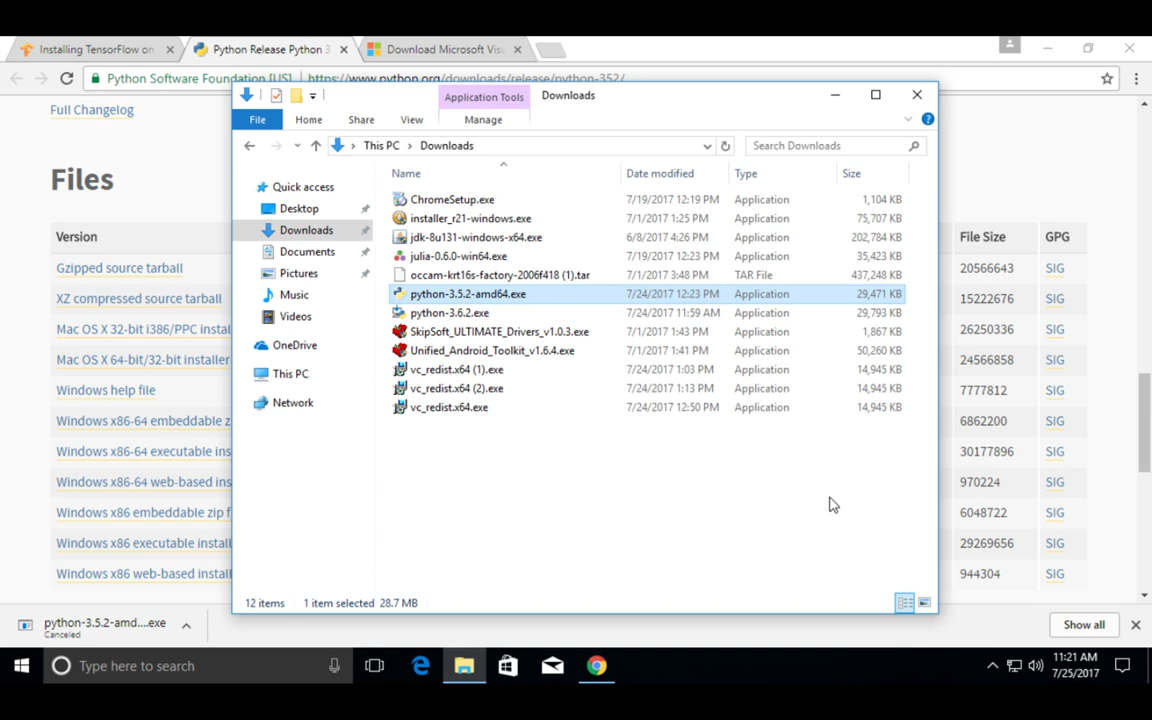 Installing TensorFlow on
Python Release Python 3
Download Microsoft Visu
Python Software Foundation [US]
https://www.python.org/downloads/release/python-352/
Full Changelog
Files
Version
File Size
GPG
Gzipped source tarball
20566643
SIG
XZ compressed source tarball
15222676
SIG
Mac OS X 32-bit i386/PPC instal
26250336
SIG
Mac OS X 64-bit/32-bit installer
24566858
SIG
Windows help file
7777812
SIG
Windows x86-64 embeddable z
6862200
SIG
Windows x86-64 executable ins
30177896
SIG
Windows x86-64 web-based ins
970224
SIG
Windows x86 embeddable zip f
6048722
SIG
Windows x86 executable install
29269656
SIG
Windows x86 web-based install
944304
SIG
Application Tools
Downloads
File
Home
Share
View
Manage
This PC
Downloads
Search Downloads
Quick access
Desktop
Downloads
Documents
Pictures
Music
Videos
OneDrive
This PC
Network
Name
Date modified
Type
Size
ChromeSetup.exe 7/19/2017 12:19 PM Application 1,104 KB
installer_r21-windows.exe 7/1/2017 1:25 PM Application 75,707 KB
jdk-8u131-windows-x64.exe 6/8/2017 4:26 PM Application 202,784 KB
julia-0.6.0-win64.exe 7/19/2017 12:23 PM Application 35,423 KB
occam-krt16s-factory-2006f418 (1).tar 7/1/2017 3:48 PM TAR File 437,248 KB
python-3.5.2-amd64.exe 7/24/2017 12:23 PM Application 29,471 KB
python-3.6.2.exe 7/24/2017 11:59 AM Application 29,793 KB
SkipSoft_ULTIMATE_Drivers_v1.0.3.exe 7/1/2017 1:43 PM Application 1,867 KB
Unified_Android_Toolkit_v1.6.4.exe 7/1/2017 1:41 PM Application 50,260 KB
vc_redist.x64 (1).exe 7/24/2017 1:03 PM Application 14,945 KB
vc_redist.x64 (2).exe 7/24/2017 1:13 PM Application 14,945 KB
vc_redist.x64.exe 7/24/2017 12:50 PM Application 14,945 KB
12 items
1 item selected 28.7 MB
python-3.5.2-amd....exe
Canceled
Show all
Type here to search
11:21 AM
7/25/2017